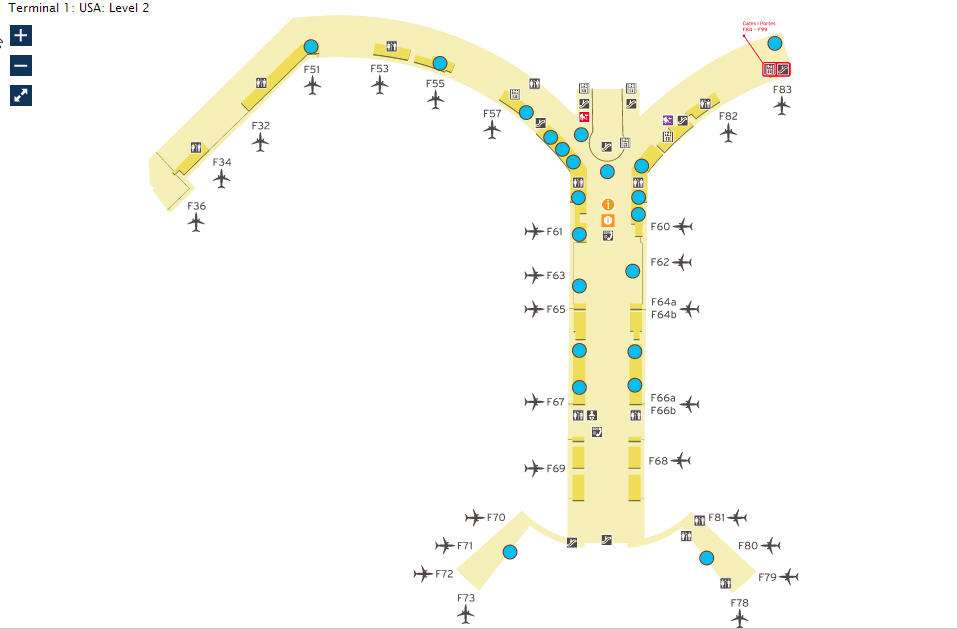 Terminal 1: USA: Level 2
Gates I Portes
F84 - F99
F51
F53
F55
F83
F57
F82
F32
F34
F36
F61
F60
F63
F62
F65
F64a
F64b
F67
F66a
F66b
F69
F68
F70
F81
F71
F80
F72
F79
F73
F78